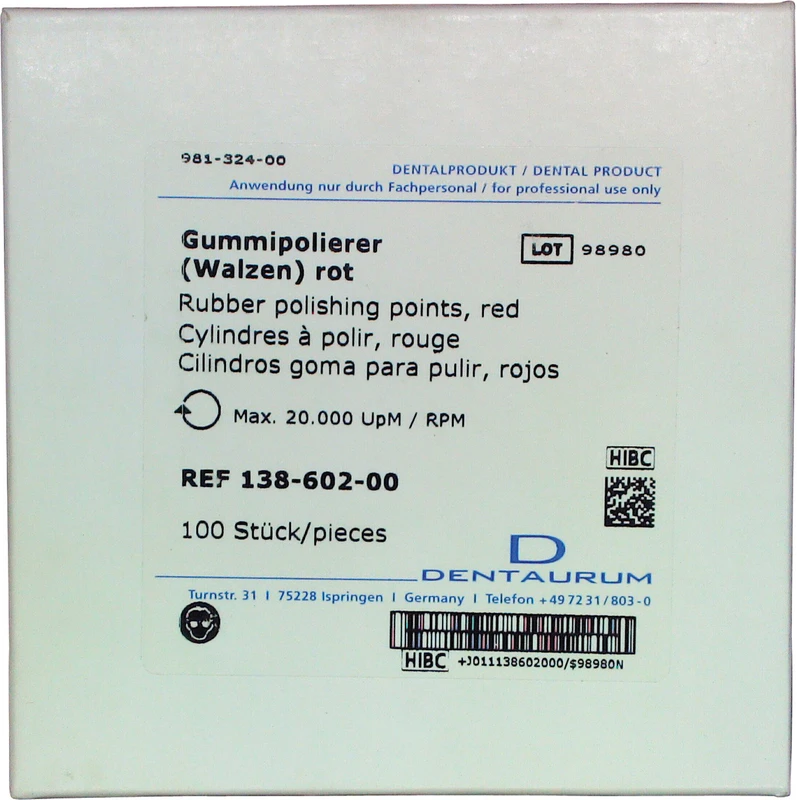 981-324-00
DENTALPRODUKT / DENTAL PRODUCT
Anwendung nur durch Fachpersonal / for professional use only
Gummipolierer
(Walzen) rot
LOT 98980
Rubber polishing points, red
Cylindres à polir, rouge
Cilindros goma para pulir, rojos
Max. 20.000 UpM / RPM
HIBC
REF 138-602-00
100 Stück/pieces
D
DENTAURUM
Turnstr. 31 I 75228 Ispringen I Germany I Telefon +49 72 31 / 803-0
HIBC +J011138602000/$98980N